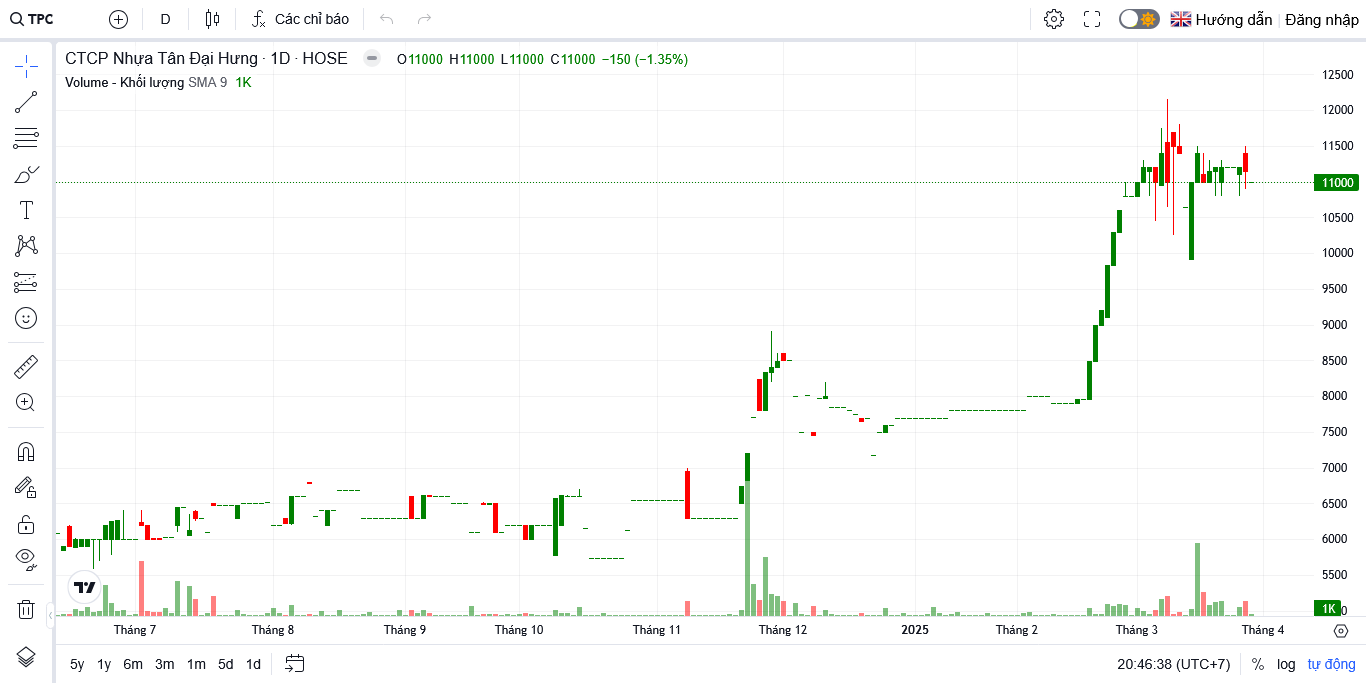 TPC D Các chỉ báo Hướng dẫn Đăng nhập
CTCP Nhựa Tân Đại Hưng · 1D · HOSE O11000 H11000 L11000 C11000 −150 (−1.35%)
Volume - Khối lượng SMA 9 1K
12500
12000
11500
11000
10500
10000
9500
9000
8500
8000
7500
7000
6500
6000
5500
1K 0
Tháng 7 Tháng 8 Tháng 9 Tháng 10 Tháng 11 Tháng 12 2025 Tháng 2 Tháng 3 Tháng 4
5y 1y 6m 3m 1m 5d 1d 20:46:38 (UTC+7) % log tự động